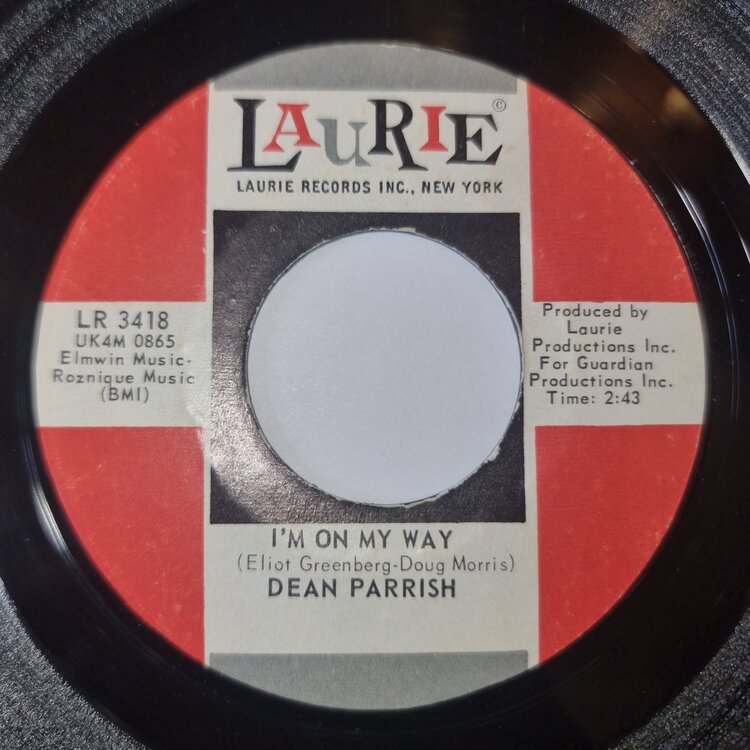 LAURIE©
LAURIE RECORDS INC., NEW YORK
LR 3418
UK4M 0865
Elmwin Music-
Roznique Music
(BMI)
Produced by
Laurie
Productions Inc.
For Guardian
Productions Inc.
Time: 2:43
I'M ON MY WAY
(Eliot Greenberg-Doug Morris)
DEAN PARRISH